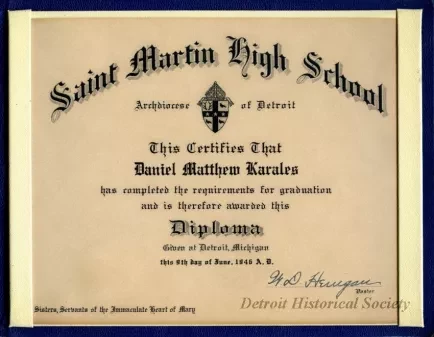 Saint Martin High School
Archdiocese of Detroit
This Certifies That
Daniel Matthew Karales
has completed the requirements for graduation
and is therefore awarded this
Diploma
Given at Detroit, Michigan
this 9th day of June, 1946 A. D.
Pastor
Detroit Historical Society
Sisters, Servants of the Immaculate Heart of Mary